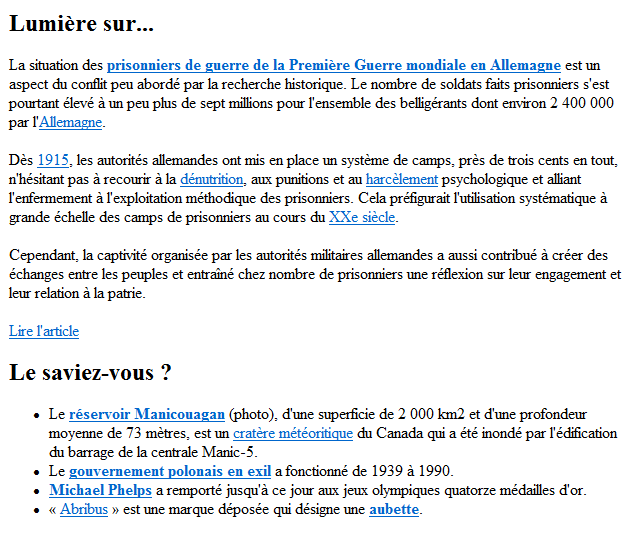 Lumière sur...
La situation des prisonniers de guerre de la Première Guerre mondiale en Allemagne est un
aspect du conflit peu abordé par la recherche historique. Le nombre de soldats faits prisonniers s'est
pourtant élevé à un peu plus de sept millions pour l'ensemble des belligérants dont environ 2 400 000
par l'Allemagne.
Dès 1915, les autorités allemandes ont mis en place un système de camps, près de trois cents en tout,
n'hésitant pas à recourir à la dénutrition, aux punitions et au harcèlement psychologique et alliant
l'enfermement à l'exploitation méthodique des prisonniers. Cela préfigurait l'utilisation systématique à
grande échelle des camps de prisonniers au cours du XXe siècle.
Cependant, la captivité organisée par les autorités militaires allemandes a aussi contribué à créer des
échanges entre les peuples et entraîné chez nombre de prisonniers une réflexion sur leur engagement et
leur relation à la patrie.
Lire l'article
Le saviez-vous ?
• Le réservoir Manicouagan (photo), d'une superficie de 2 000 km2 et d'une profondeur
moyenne de 73 mètres, est un cratère météoritique du Canada qui a été inondé par l'édification
du barrage de la centrale Manic-5.
• Le gouvernement polonais en exil a fonctionné de 1939 à 1990.
• Michael Phelps a remporté jusqu'à ce jour aux jeux olympiques quatorze médailles d'or.
• « Abribus » est une marque déposée qui désigne une aubette.